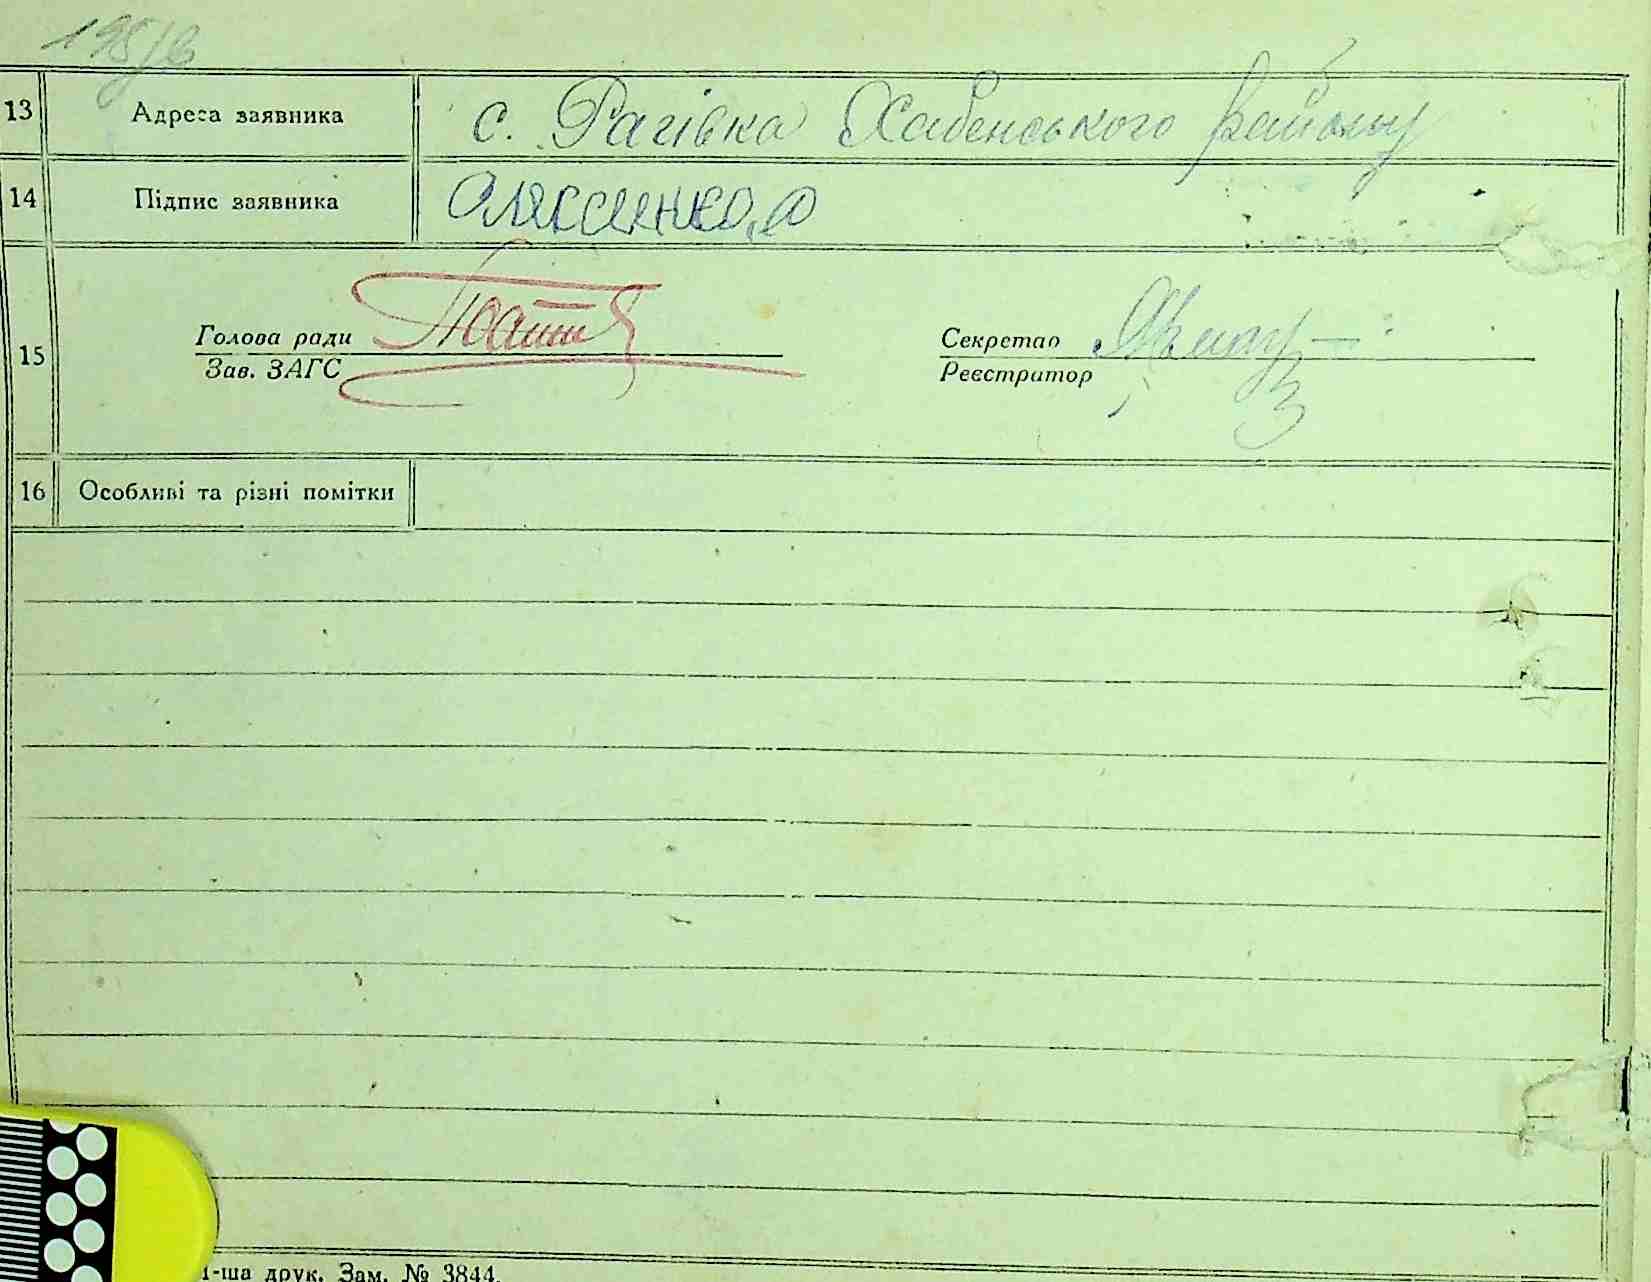 13 Адреса заявника с. Рагівка Хабенського району
14 Підпис заявника
15 Голова ради Секретар
Зав. ЗАГС Реєстратор
16 Особливі та різні помітки
1-ша друк. Зам. № 3844.